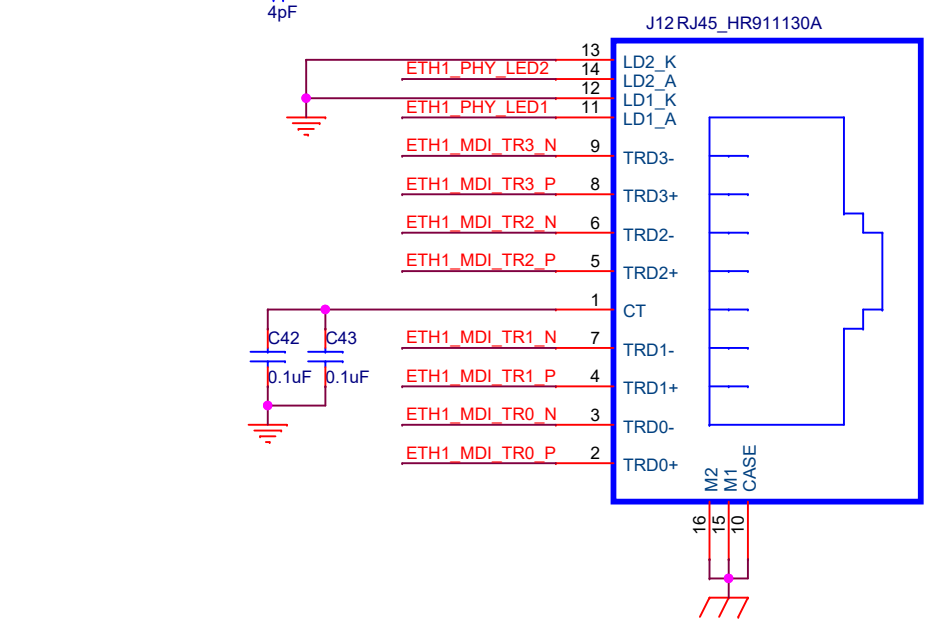 4pF
J12 RJ45_HR911130A
13
LD2_K
ETH1_PHY_LED2
14
LD2_A
12
LD1_K
ETH1_PHY_LED1
11
LD1_A
ETH1_MDI_TR3_N
9
TRD3-
ETH1_MDI_TR3_P
8
TRD3+
ETH1_MDI_TR2_N
6
TRD2-
ETH1_MDI_TR2_P
5
TRD2+
1
CT
C42
C43
ETH1_MDI_TR1_N
7
TRD1-
0.1uF
0.1uF
ETH1_MDI_TR1_P
4
TRD1+
ETH1_MDI_TR0_N
3
TRD0-
ETH1_MDI_TR0_P
2
TRD0+
M2
M1
CASE
16
15
10